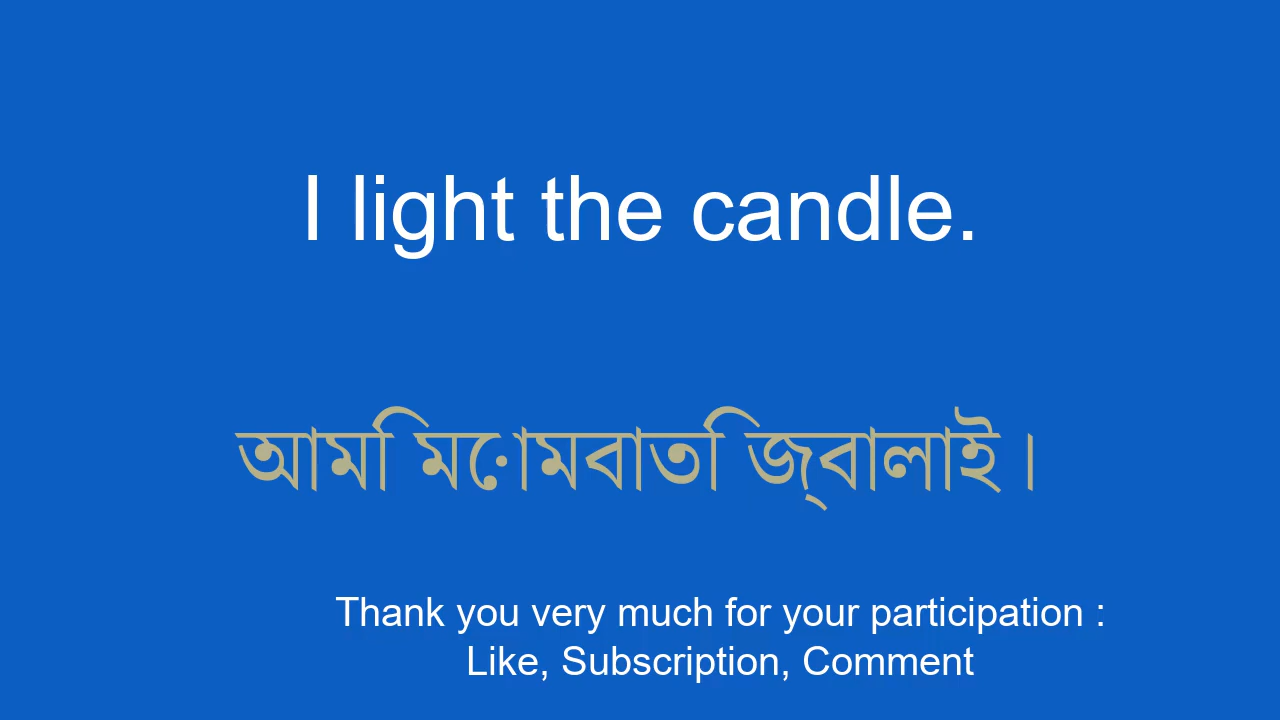 I light the candle.
আমি মোমবাতি জ্বালাই।
Thank you very much for your participation :
Like, Subscription, Comment